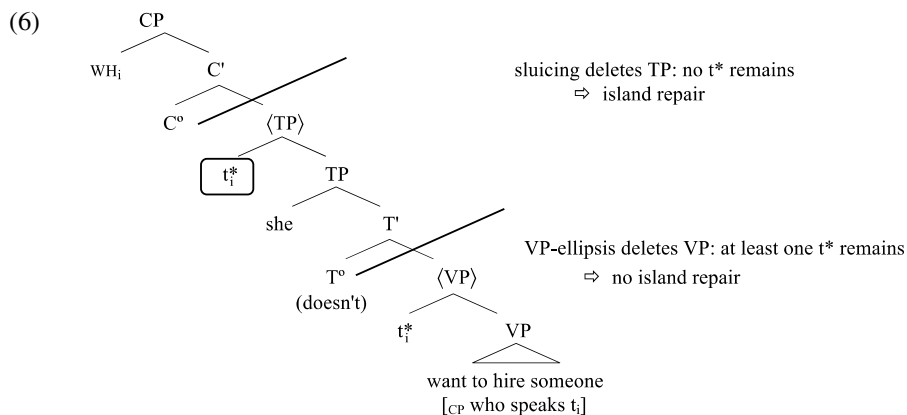 (6)
CP
WHi
C'
sluicing deletes TP: no t* remains
⇨ island repair
Cº
⟨TP⟩
t*i
TP
she
T'
VP-ellipsis deletes VP: at least one t* remains
⇨ no island repair
Tº
⟨VP⟩
(doesn't)
t*i
VP
want to hire someone
[CP who speaks ti]